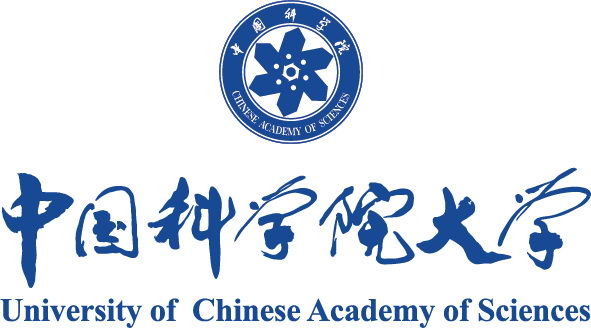 中国科学院
CHINESE ACADEMY OF SCIENCES
中国科学院大学
University of Chinese Academy of Sciences